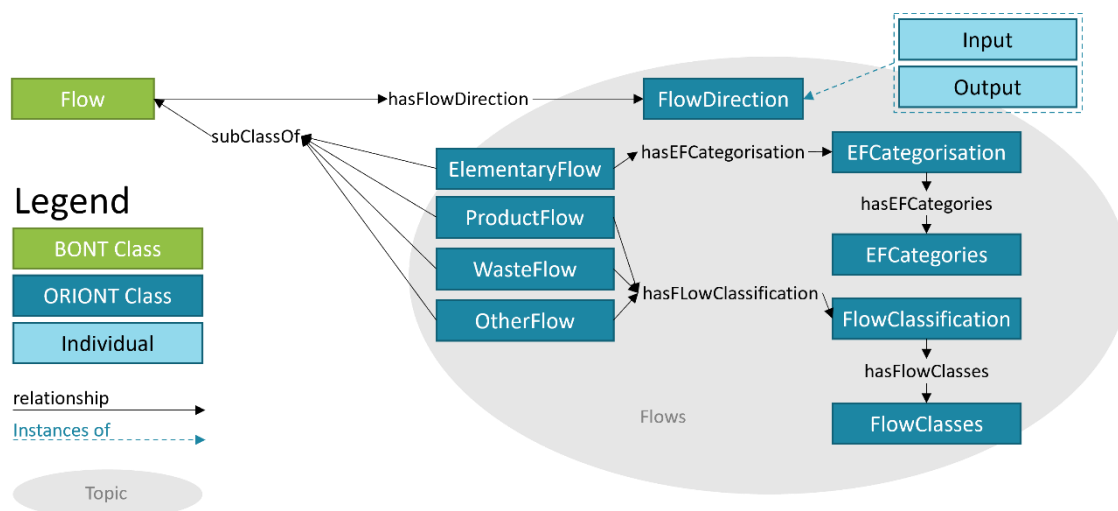 Input
Output
Flow
hasFlowDirection
FlowDirection
subClassOf
ElementaryFlow
hasEFCategorisation
EFCategorisation
hasEFCategories
ProductFlow
WasteFlow
EFCategories
hasFLowClassification
OtherFlow
FlowClassification
hasFlowClasses
FlowClasses
Flows
Legend
BONT Class
ORIONT Class
Individual
relationship
Instances of
Topic